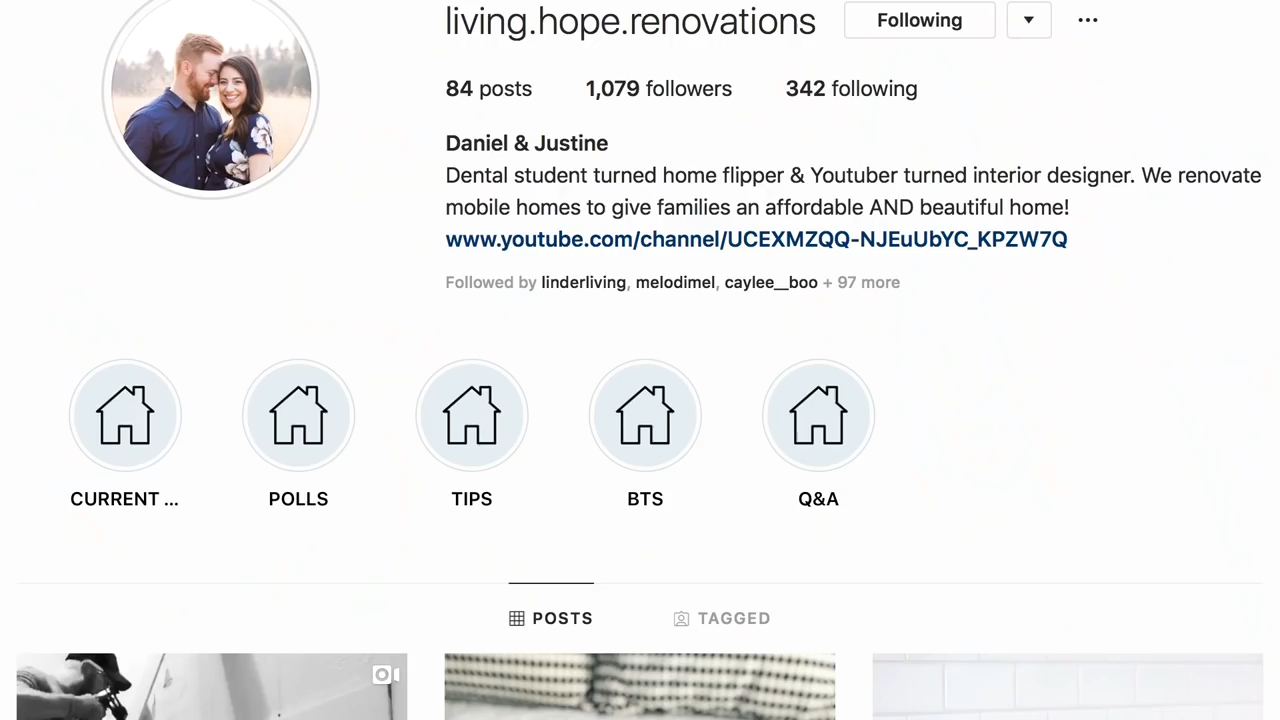 living.hope.renovations Following
84 posts 1,079 followers 342 following
Daniel & Justine
Dental student turned home flipper & Youtuber turned interior designer. We renovate
mobile homes to give families an affordable AND beautiful home!
www.youtube.com/channel/UCEXMZQQ-NJEuUbYC_KPZW7Q
Followed by linderliving, melodimel, caylee__boo + 97 more
CURRENT ... POLLS TIPS BTS Q&A
POSTS TAGGED